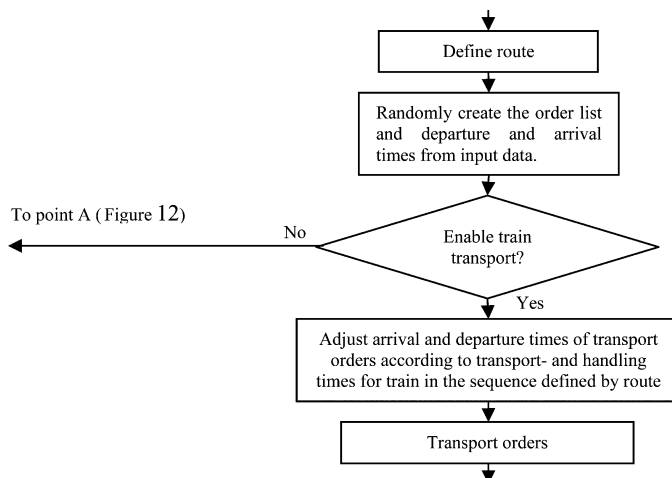 Define route
Randomly create the order list
and departure and arrival
times from input data.
To point A ( Figure 12)
No
Enable train
transport?
Yes
Adjust arrival and departure times of transport
orders according to transport- and handling
times for train in the sequence defined by route
Transport orders